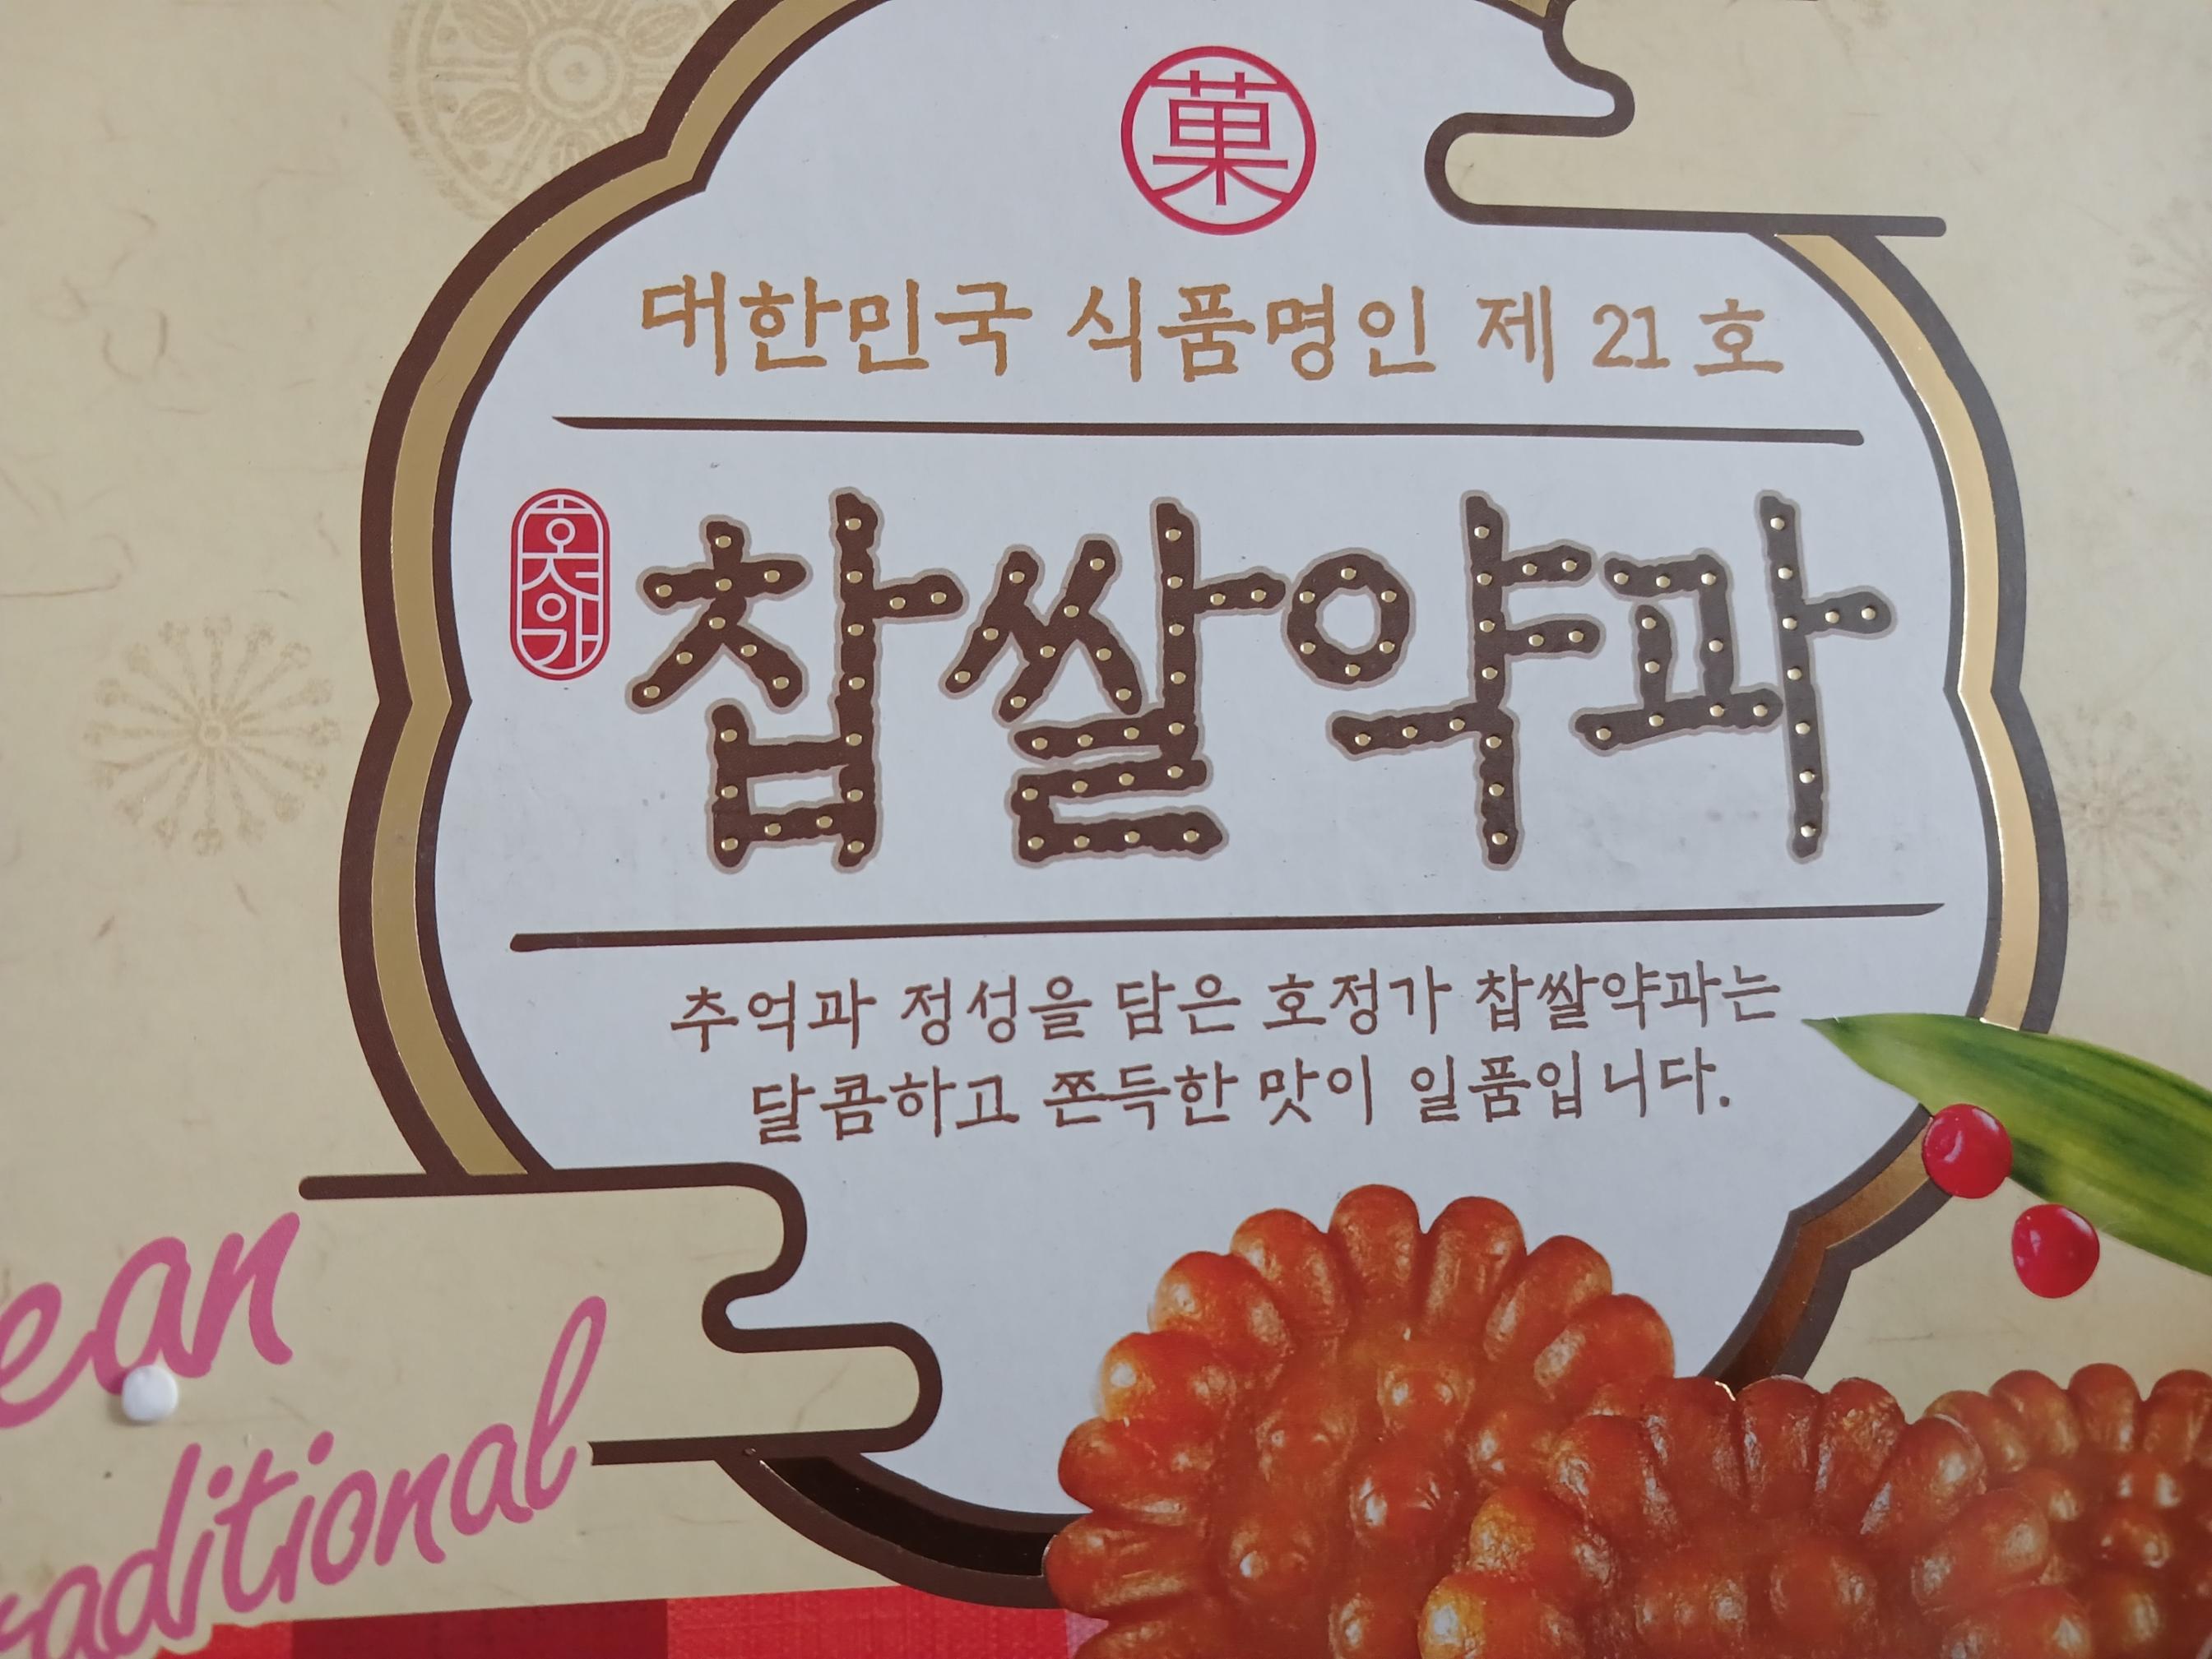 菓
대한민국 식품명인 제 21 호
호정가
찹쌀약과
추억과 정성을 담은 호정가 찹쌀약과는
달콤하고 쫀득한 맛이 일품입니다.
ean
raditional